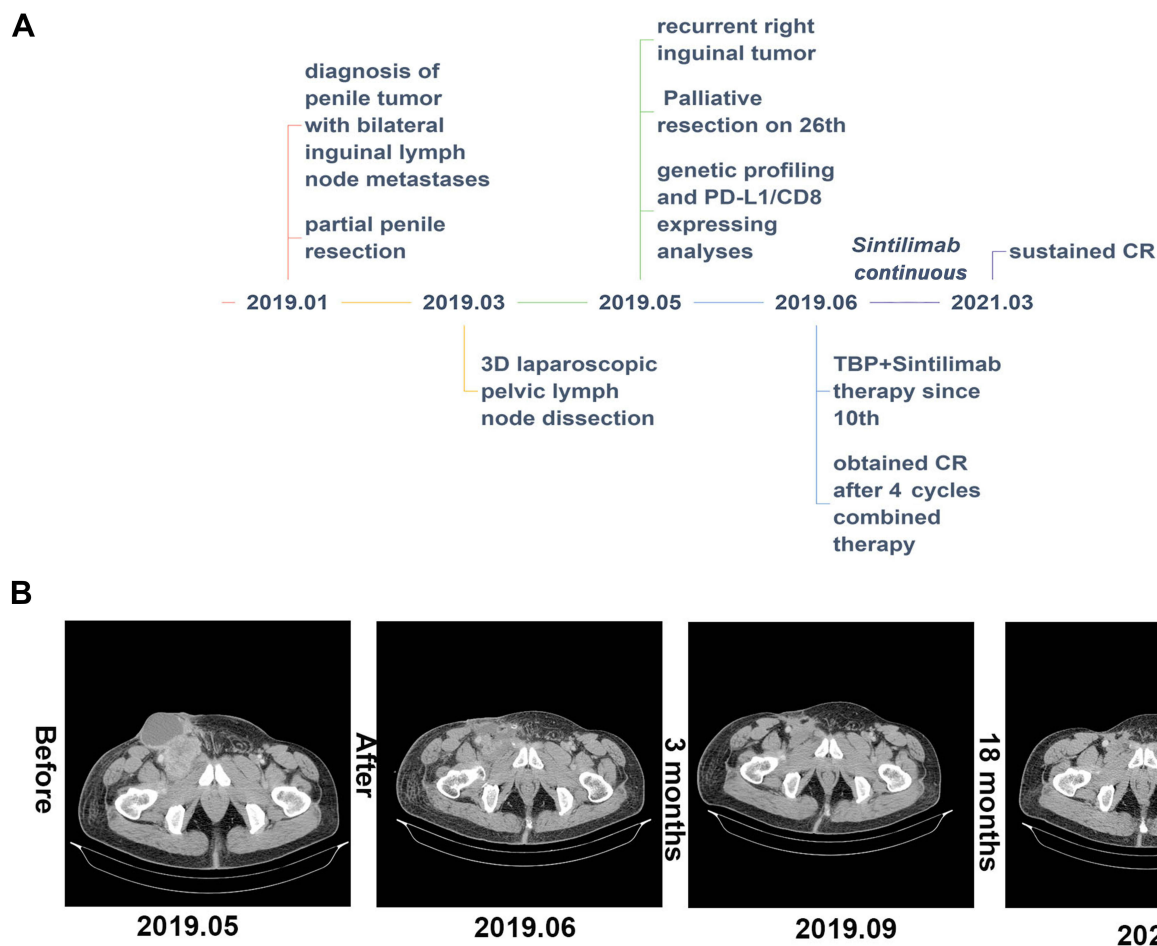 A
recurrent right
inguinal tumor
diagnosis of
penile tumor
with bilateral
inguinal lymph
node metastases
Palliative
resection on 26th
genetic profiling
and PD-L1/CD8
expressing
analyses
partial penile
resection
Sintilimab
continuous
sustained CR
2019.01
2019.03
2019.05
2019.06
2021.03
3D laparoscopic
pelvic lymph
node dissection
TBP+Sintilimab
therapy since
10th
obtained CR
after 4 cycles
combined
therapy
B
Before
After
3 months
18 months
2019.05
2019.06
2019.09
202